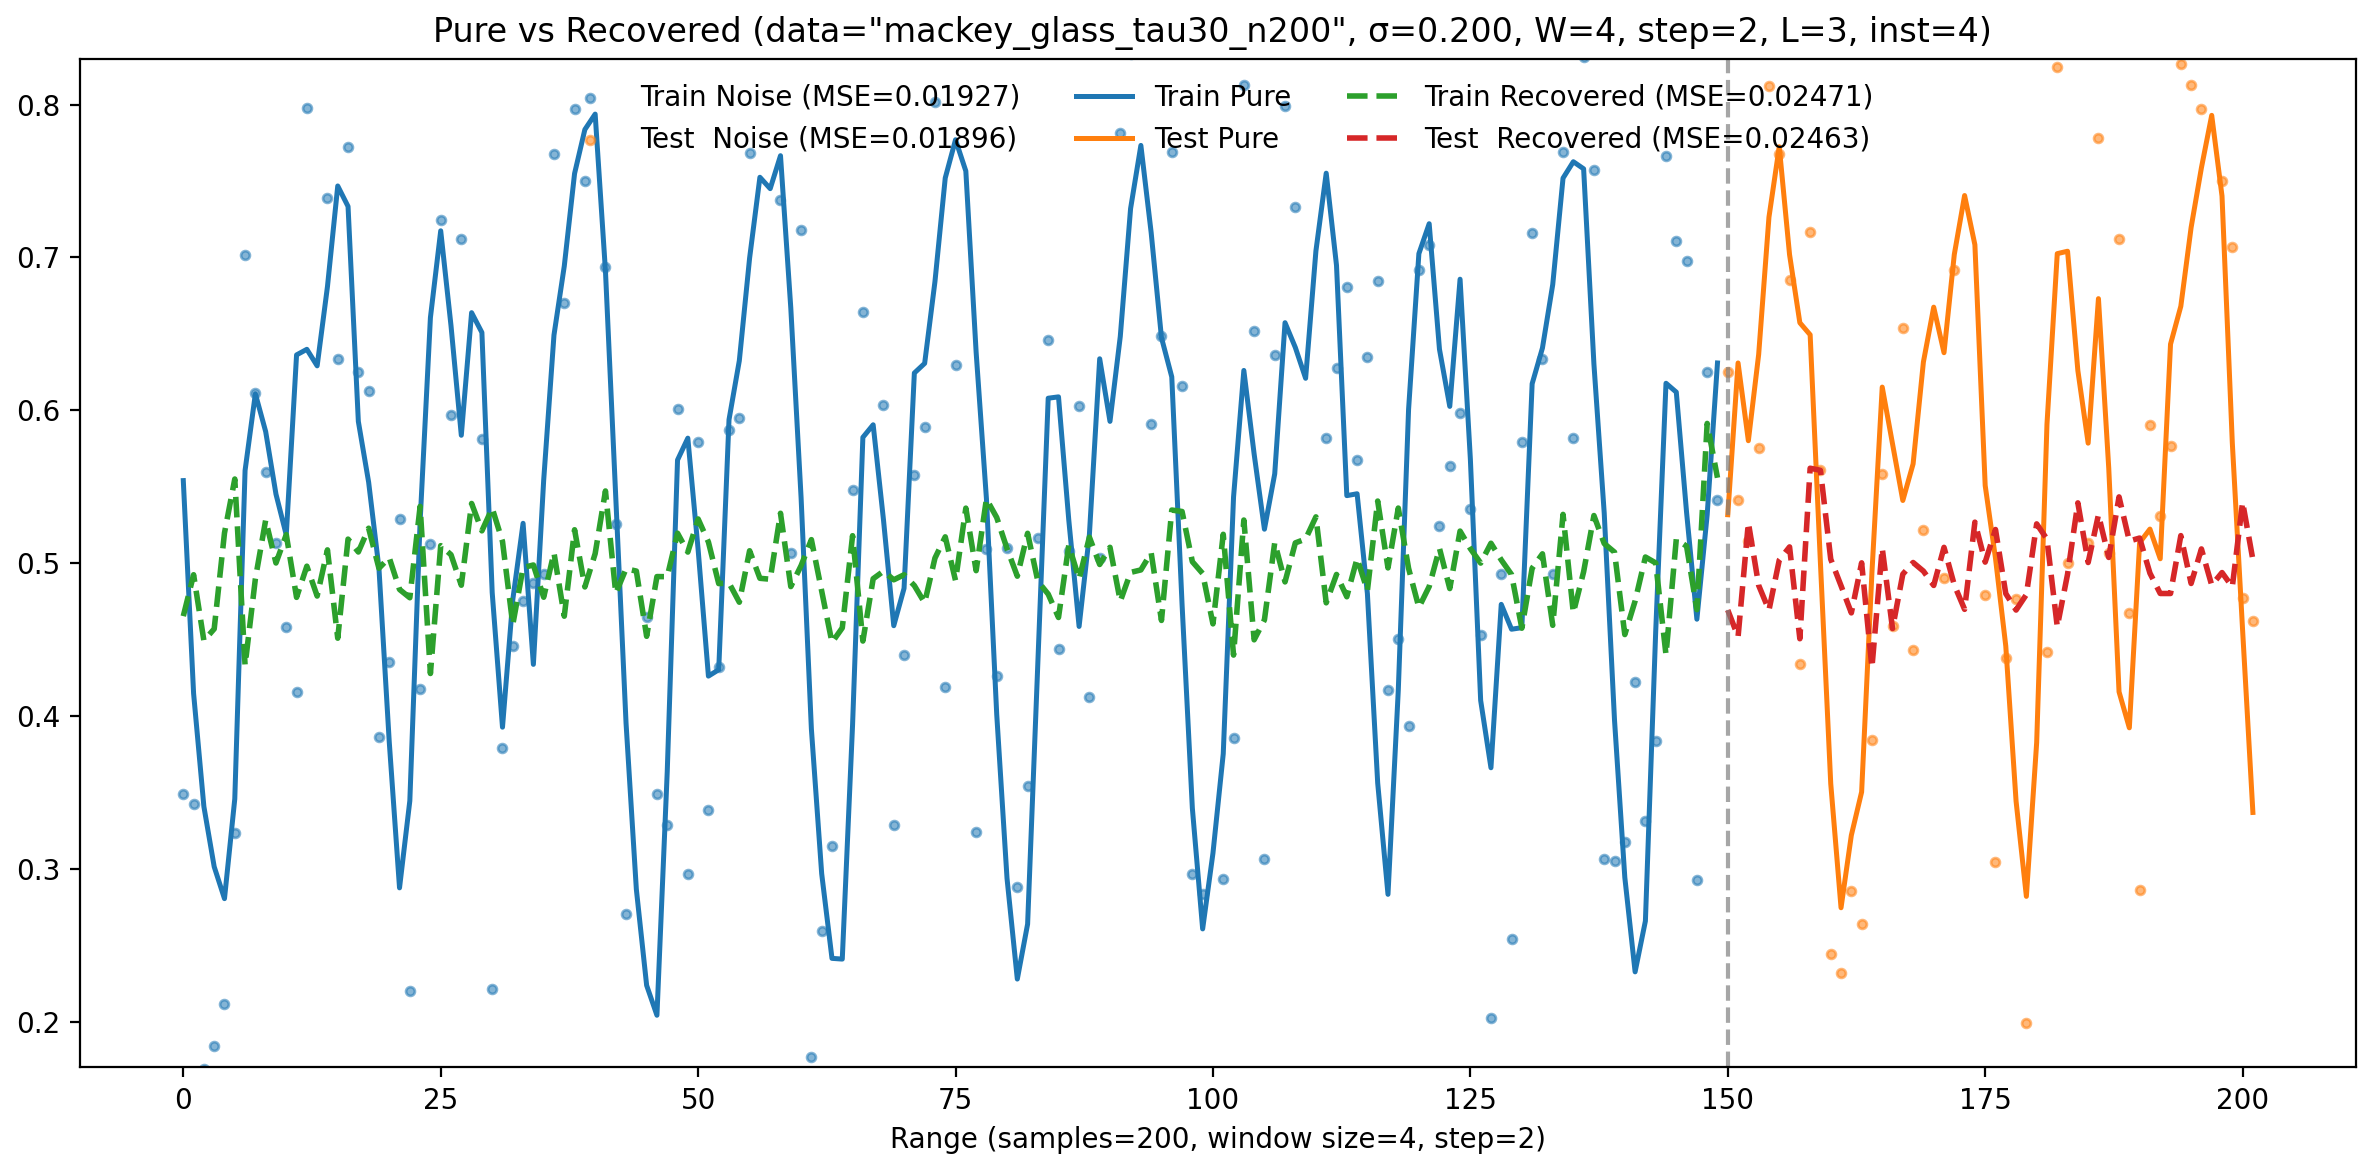 Pure vs Recovered (data="mackey_glass_tau30_n200", σ=0.200, W=4, step=2, L=3, inst=4)
Train Noise (MSE=0.01927) Train Pure Train Recovered (MSE=0.02471)
Test  Noise (MSE=0.01896) Test Pure Test  Recovered (MSE=0.02463)
0.8
0.7
0.6
0.5
0.4
0.3
0.2
0 25 50 75 100 125 150 175 200
Range (samples=200, window size=4, step=2)